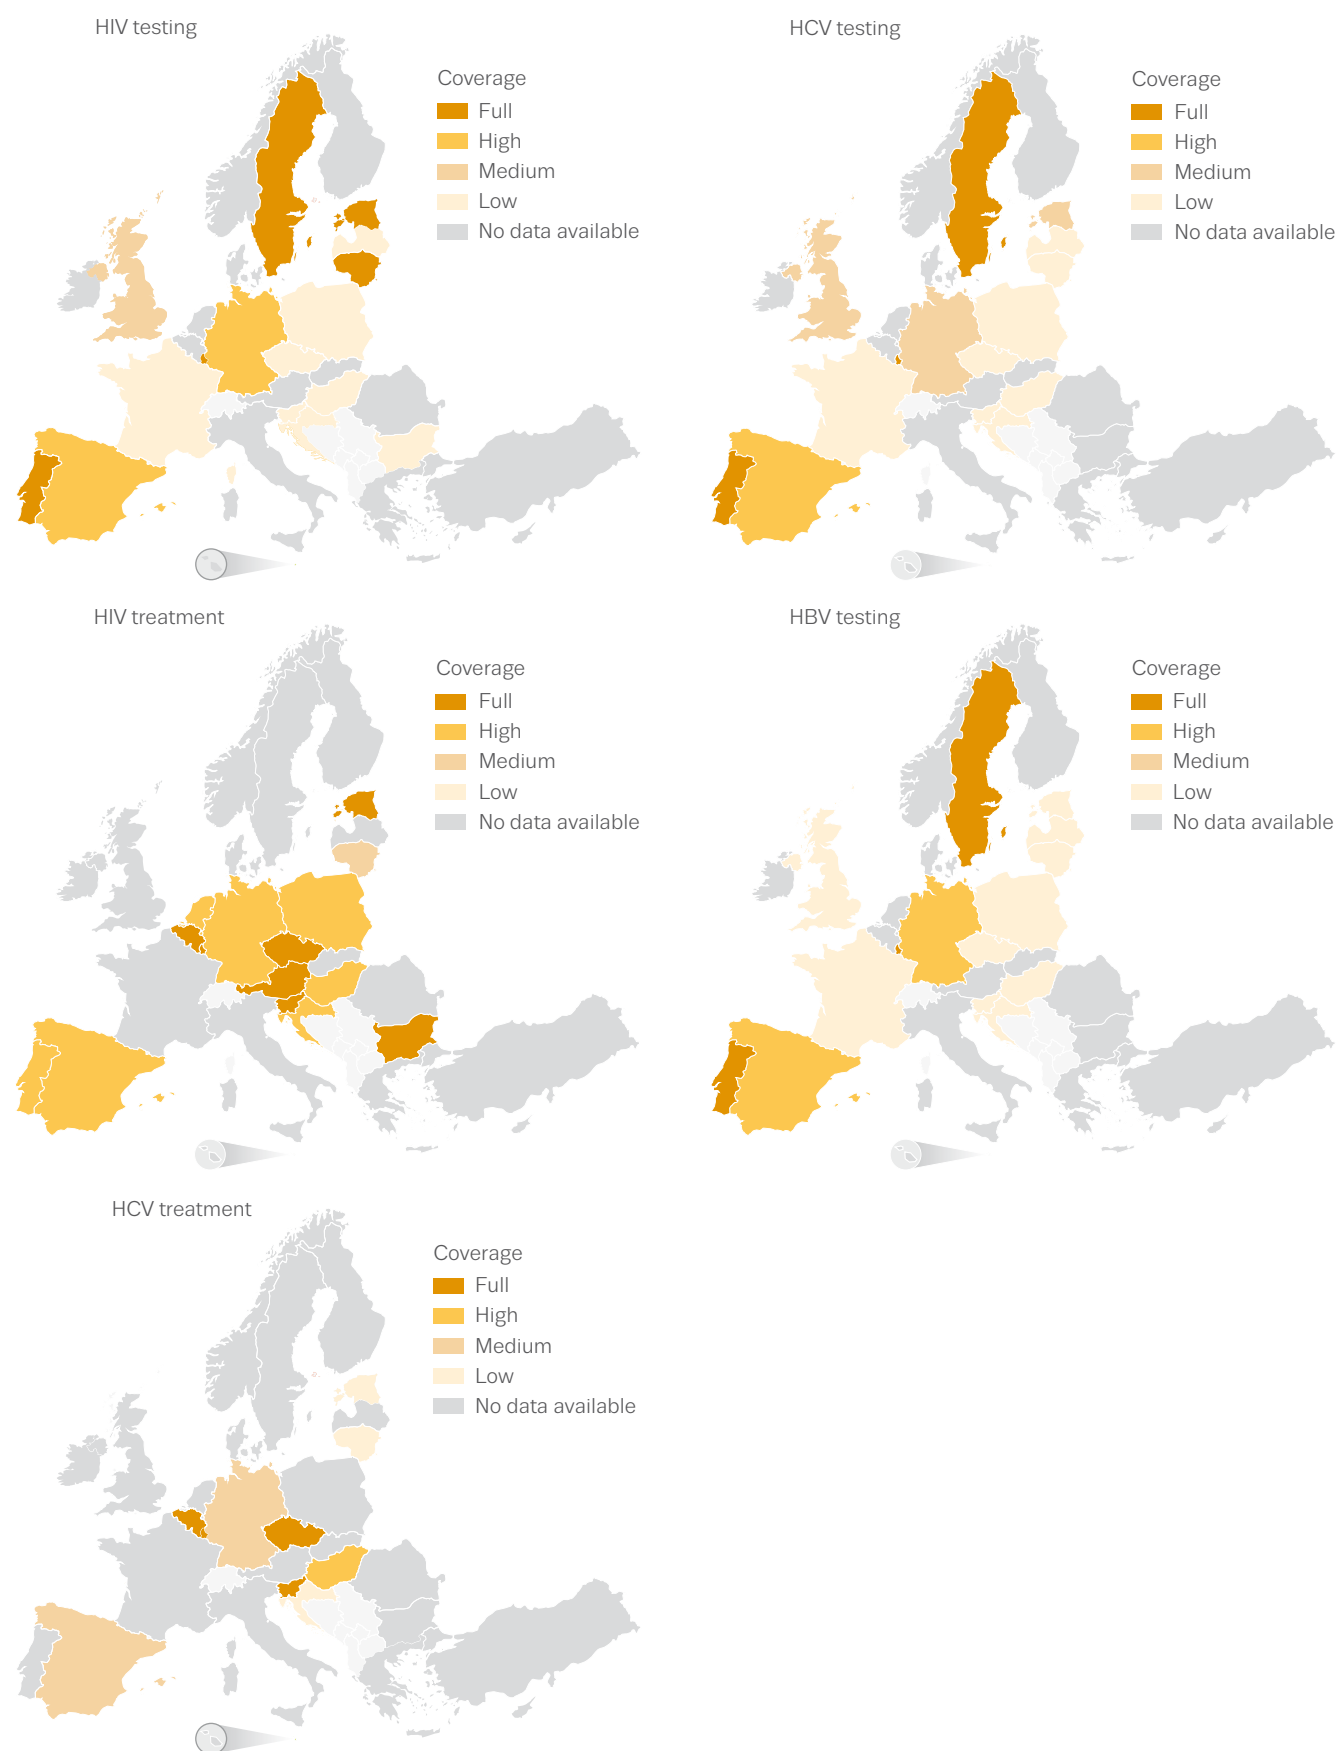 HIV testing
Coverage
Full
High
Medium
Low
No data available
HCV testing
Coverage
Full
High
Medium
Low
No data available
HIV treatment
Coverage
Full
High
Medium
Low
No data available
HBV testing
Coverage
Full
High
Medium
Low
No data available
HCV treatment
Coverage
Full
High
Medium
Low
No data available